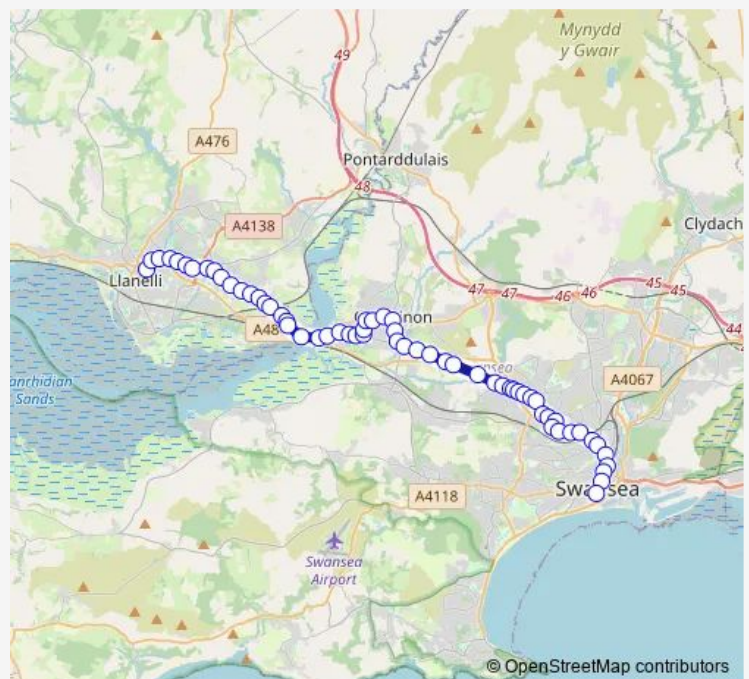 Mynydd
y Gwair
49
A476
Pontarddulais
48
A4138
Clydach
Llanelli
47
47
46
46
45
45
44
A48
non
anrhidian
Sands
A4067
A4118
Swansea
Swansea
Airport
© OpenStreetMap contributors